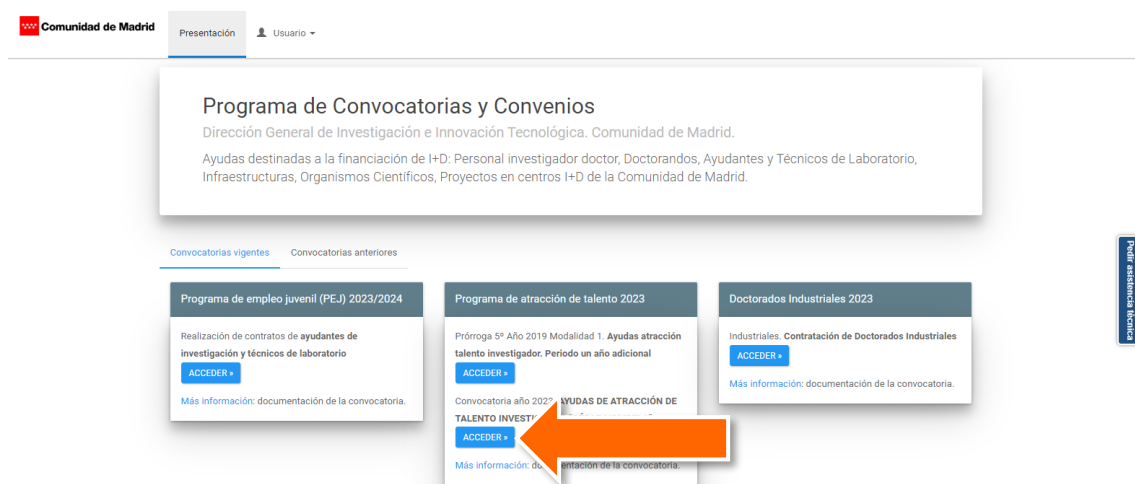 Comunidad de Madrid
Presentación
Usuario
Programa de Convocatorias y Convenios
Dirección General de Investigación e Innovación Tecnológica. Comunidad de Madrid.
Ayudas destinadas a la financiación de I+D: Personal investigador doctor, Doctorandos, Ayudantes y Técnicos de Laboratorio,
Infraestructuras, Organismos Científicos, Proyectos en centros I+D de la Comunidad de Madrid.
Pedir asistencia técnica
Convocatorias vigentes
Convocatorias anteriores
Programa de empleo juvenil (PEJ) 2023/2024
Realización de contratos de ayudantes de
investigación y técnicos de laboratorio
ACCEDER »
Más información: documentación de la convocatoria.
Programa de atracción de talento 2023
Prórroga 5º Año 2019 Modalidad 1. Ayudas atracción
talento investigador. Periodo un año adicional
ACCEDER »
Convocatoria año 2023. AYUDAS DE ATRACCIÓN DE
TALENTO
ACCEDER »
Más información: de la convocatoria.
Doctorados Industriales 2023
Industriales. Contratación de Doctorados Industriales
ACCEDER »
Más información: documentación de la convocatoria.